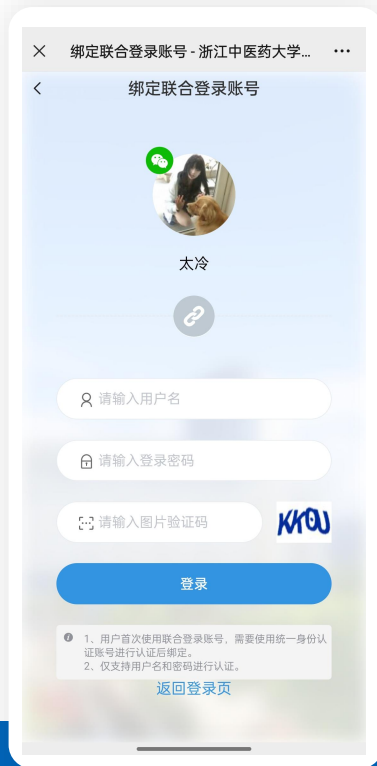 绑定联合登录账号 - 浙江中医药大学...
绑定联合登录账号
太冷
请输入用户名
请输入登录密码
请输入图片验证码
KKOU
登录
1、用户首次使用联合登录账号，需要使用统一身份认
证账号进行认证后绑定。
2、仅支持用户名和密码进行认证。
返回登录页